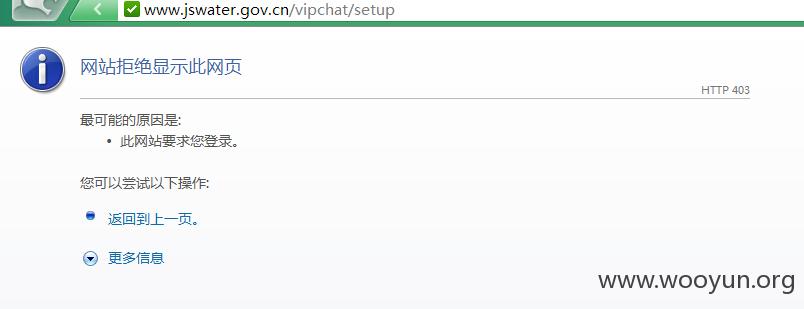 www.jswater.gov.cn/vipchat/setup
网站拒绝显示此网页
HTTP 403
最可能的原因是:
• 此网站要求您登录。
您可以尝试以下操作:
返回到上一页。
更多信息
www.wooyun.org